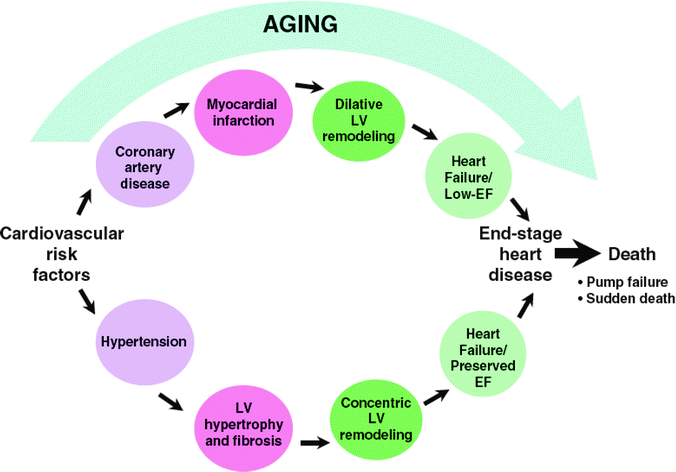 AGING
Myocardial
infarction
Dilative
LV
remodeling
Coronary
artery
disease
Heart
Failure/
Low-EF
Cardiovascular
risk
factors
End-stage
heart
disease
Death
• Pump failure
• Sudden death
Hypertension
Heart
Failure/
Preserved
EF
LV
hypertrophy
and fibrosis
Concentric
LV
remodeling